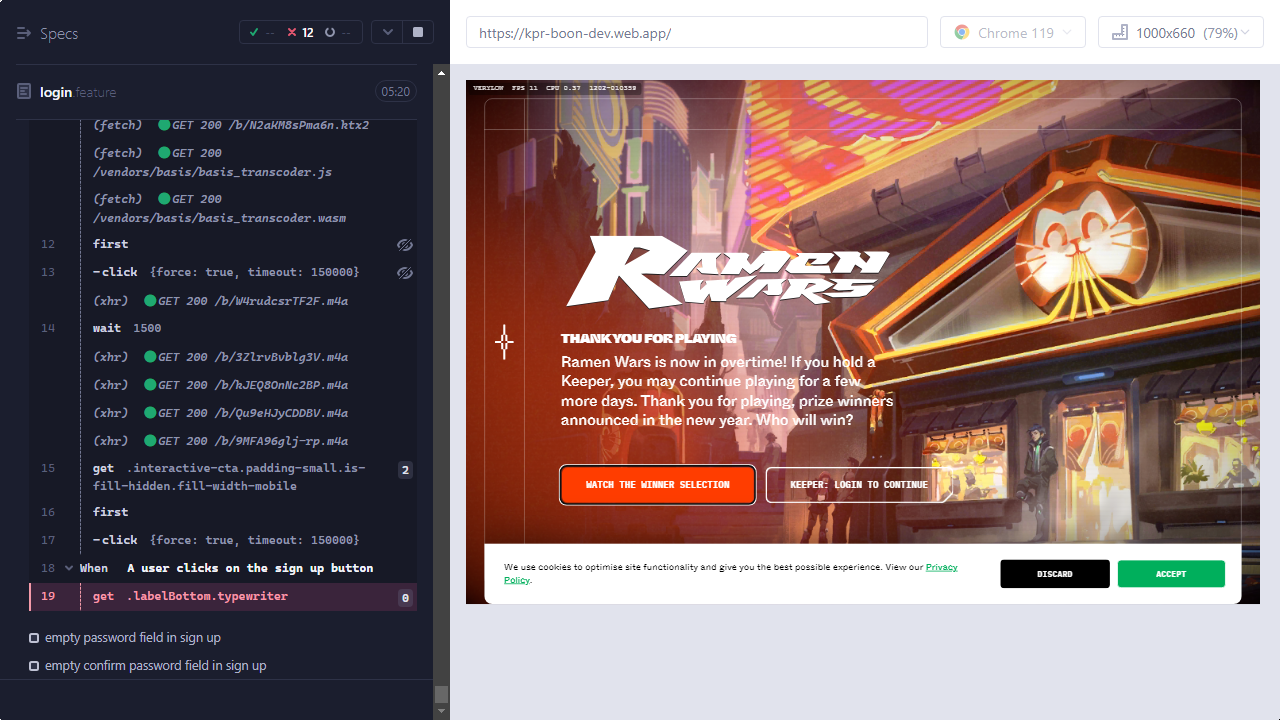 Specs
--
12
--
login feature
05:20
(fetch) GET 200 /b/N2aKM8sPma6n.ktx2
(fetch) GET 200
/vendors/basis/basis_transcoder.js
(fetch) GET 200
/vendors/basis/basis_transcoder.wasm
12 first
13 -click {force: true, timeout: 150000}
(xhr) GET 200 /b/W4rudcsrTF2F.m4a
14 wait 1500
(xhr) GET 200 /b/3ZlrvBvblg3V.m4a
(xhr) GET 200 /b/hJEQ8OnNc2BP.m4a
(xhr) GET 200 /b/Qu9eHJyCDDBV.m4a
(xhr) GET 200 /b/9MFA96glj-rp.m4a
15 get .interactive-cta.padding-small.is-
fill-hidden.fill-width-mobile
2
16 first
17 -click {force: true, timeout: 150000}
18 When A user clicks on the sign up button
19 get .labelBottom.typewriter 0
empty password field in sign up
empty confirm password field in sign up
https://kpr-boon-dev.web.app/
Chrome 119
1000x660 (79%)
VERYLOW FPS 11 CPU 0.37 1202-010359
RAMEN
WARS
THANK YOU FOR PLAYING
Ramen Wars is now in overtime! If you hold a
Keeper, you may continue playing for a few
more days. Thank you for playing, prize winners
announced in the new year. Who will win?
WATCH THE WINNER SELECTION
KEEPER: LOGIN TO CONTINUE
We use cookies to optimise site functionality and give you the best possible experience. View our Privacy
Policy.
DISCARD
ACCEPT